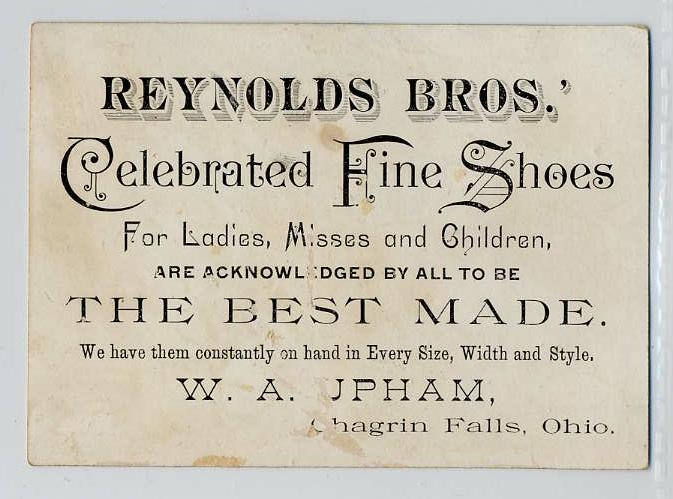 REYNOLDS BROS.'
Celebrated Fine Shoes
For Ladies, Misses and Children,
ARE ACKNOWLEDGED BY ALL TO BE
THE BEST MADE.
We have them constantly on hand in Every Size, Width and Style.
W. A. UPHAM,
Chagrin Falls, Ohio.